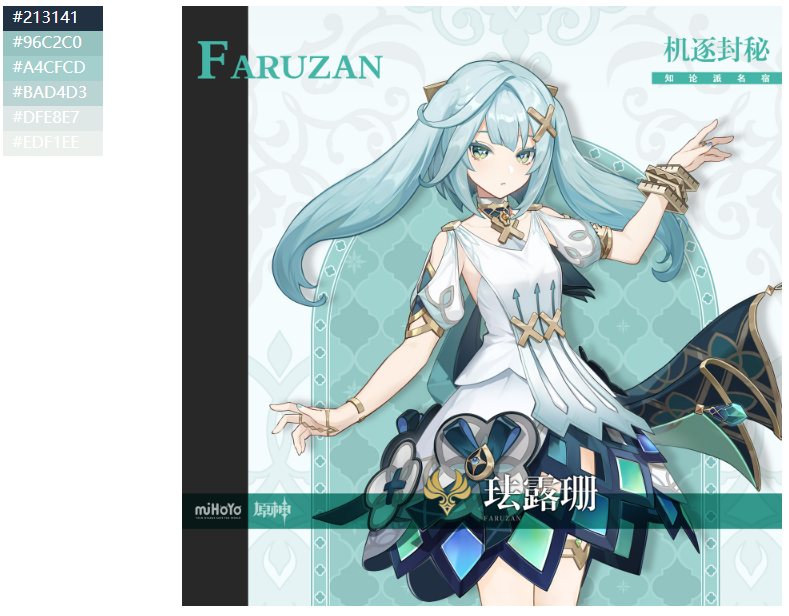 #213141
#96C2C0
#A4CFCD
#BAD4D3
#DFE8E7
#EDF1EE
FARUZAN
机逐封秘
知论派名宿
miHoYo
原神
珐露珊
FARUZAN